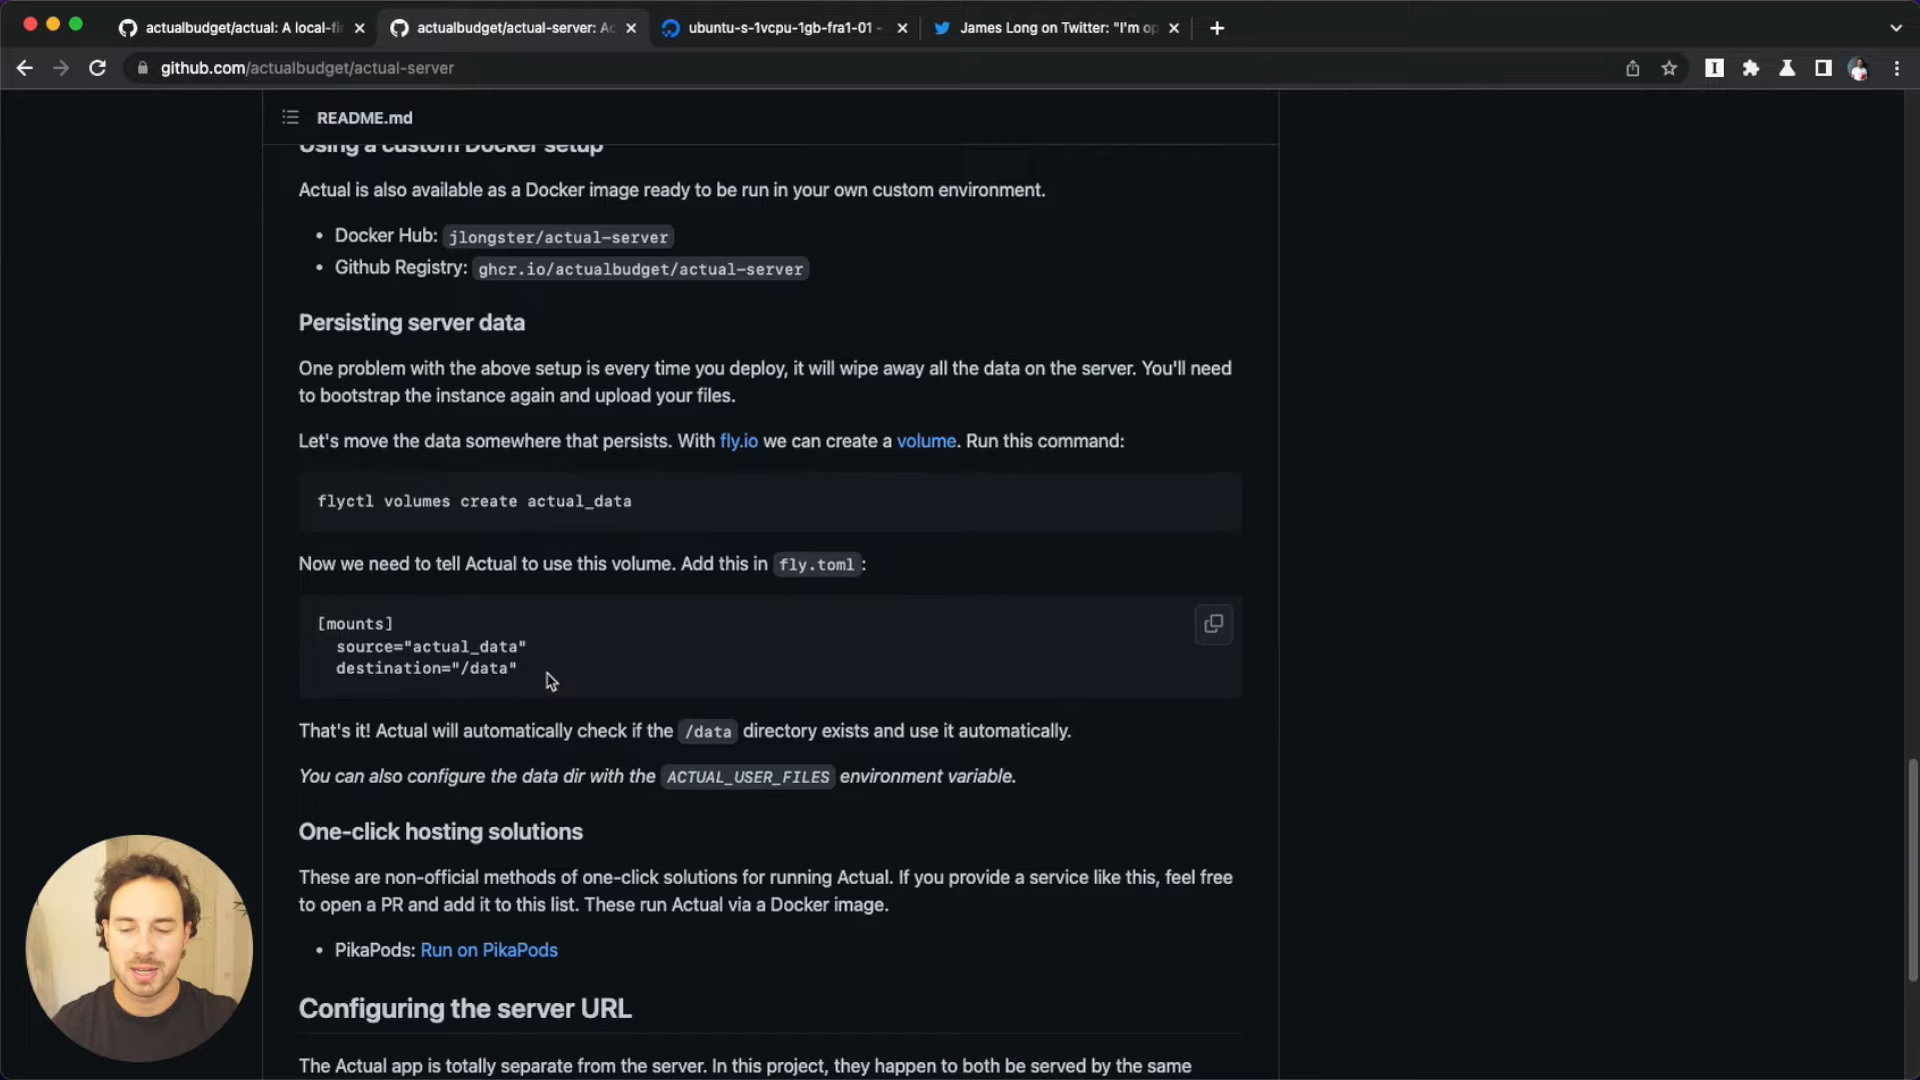 actualbudget/actual: A local-fi
actualbudget/actual-server: Ac
ubuntu-s-1vcpu-1gb-fra1-01 -
James Long on Twitter: "I'm op
github.com/actualbudget/actual-server
README.md
Using a custom Docker setup
Actual is also available as a Docker image ready to be run in your own custom environment.
• Docker Hub: jlongster/actual-server
• Github Registry: ghcr.io/actualbudget/actual-server
Persisting server data
One problem with the above setup is every time you deploy, it will wipe away all the data on the server. You'll need
to bootstrap the instance again and upload your files.
Let's move the data somewhere that persists. With fly.io we can create a volume. Run this command:
flyctl volumes create actual_data
Now we need to tell Actual to use this volume. Add this in fly.toml:
[mounts]
source="actual_data"
destination="/data"
That's it! Actual will automatically check if the /data directory exists and use it automatically.
You can also configure the data dir with the ACTUAL_USER_FILES environment variable.
One-click hosting solutions
These are non-official methods of one-click solutions for running Actual. If you provide a service like this, feel free
to open a PR and add it to this list. These run Actual via a Docker image.
• PikaPods: Run on PikaPods
Configuring the server URL
The Actual app is totally separate from the server. In this project, they happen to both be served by the same